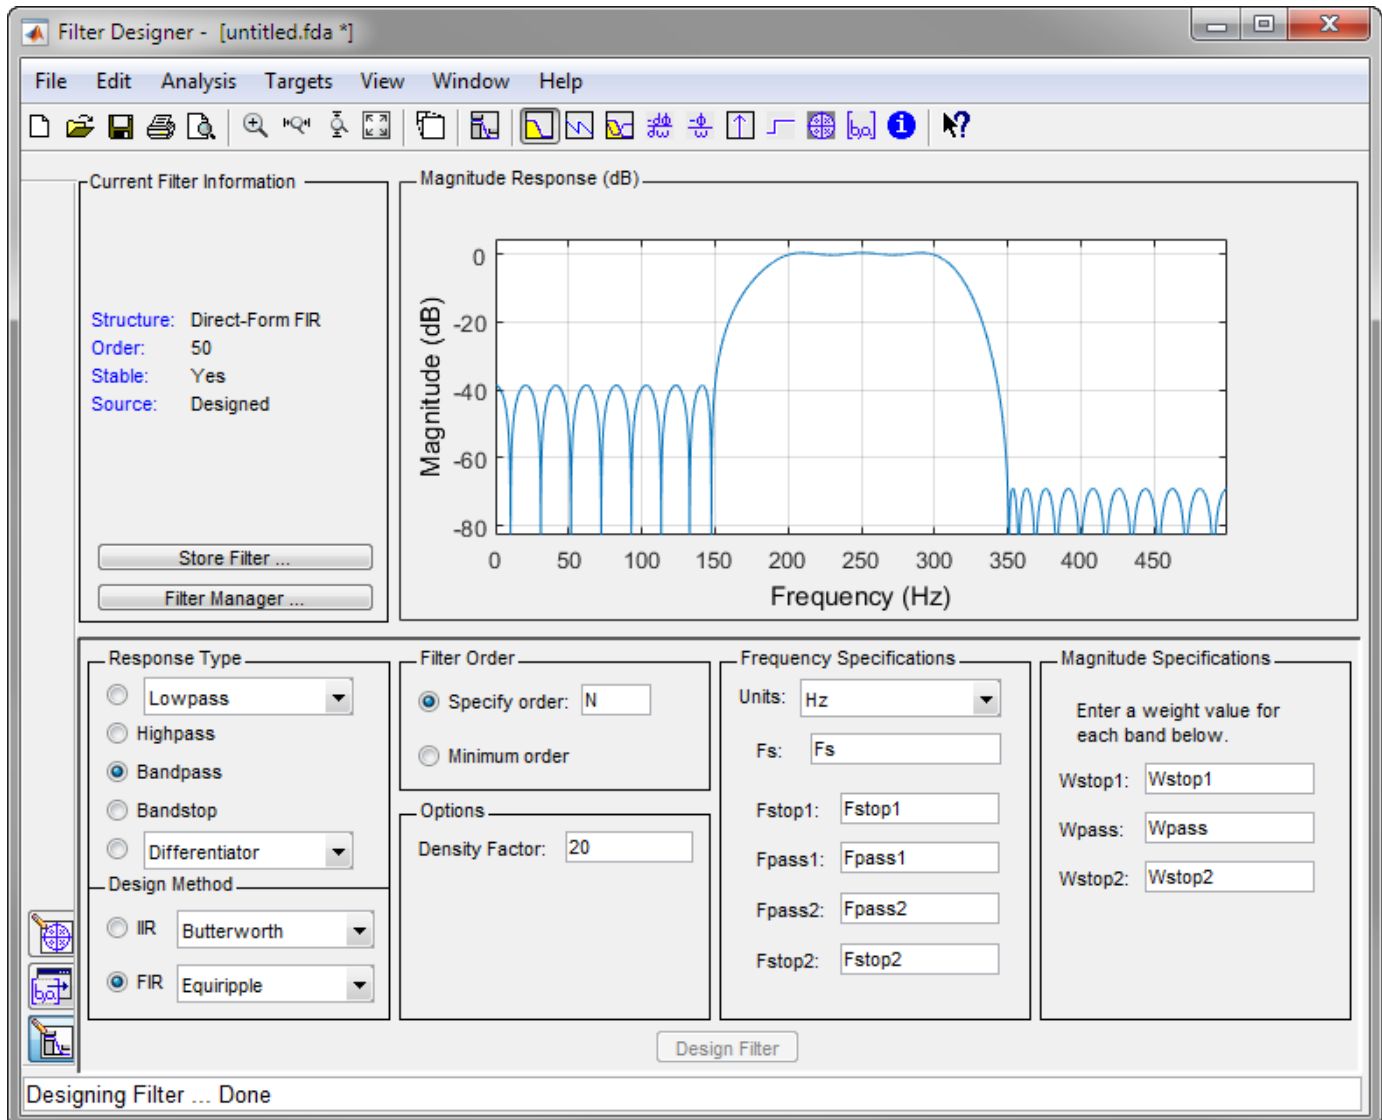 Filter Designer - [untitled.fda *]
File Edit Analysis Targets View Window Help
Current Filter Information
Structure: Direct-Form FIR
Order: 50
Stable: Yes
Source: Designed
Store Filter ...
Filter Manager ...
Magnitude Response (dB)
Magnitude (dB)
0
-20
-40
-60
-80
0 50 100 150 200 250 300 350 400 450
Frequency (Hz)
Response Type
Lowpass
Highpass
Bandpass
Bandstop
Differentiator
Design Method
IIR Butterworth
FIR Equiripple
Filter Order
Specify order: N
Minimum order
Options
Density Factor: 20
Frequency Specifications
Units: Hz
Fs: Fs
Fstop1: Fstop1
Fpass1: Fpass1
Fpass2: Fpass2
Fstop2: Fstop2
Magnitude Specifications
Enter a weight value for
each band below.
Wstop1: Wstop1
Wpass: Wpass
Wstop2: Wstop2
Design Filter
Designing Filter ... Done